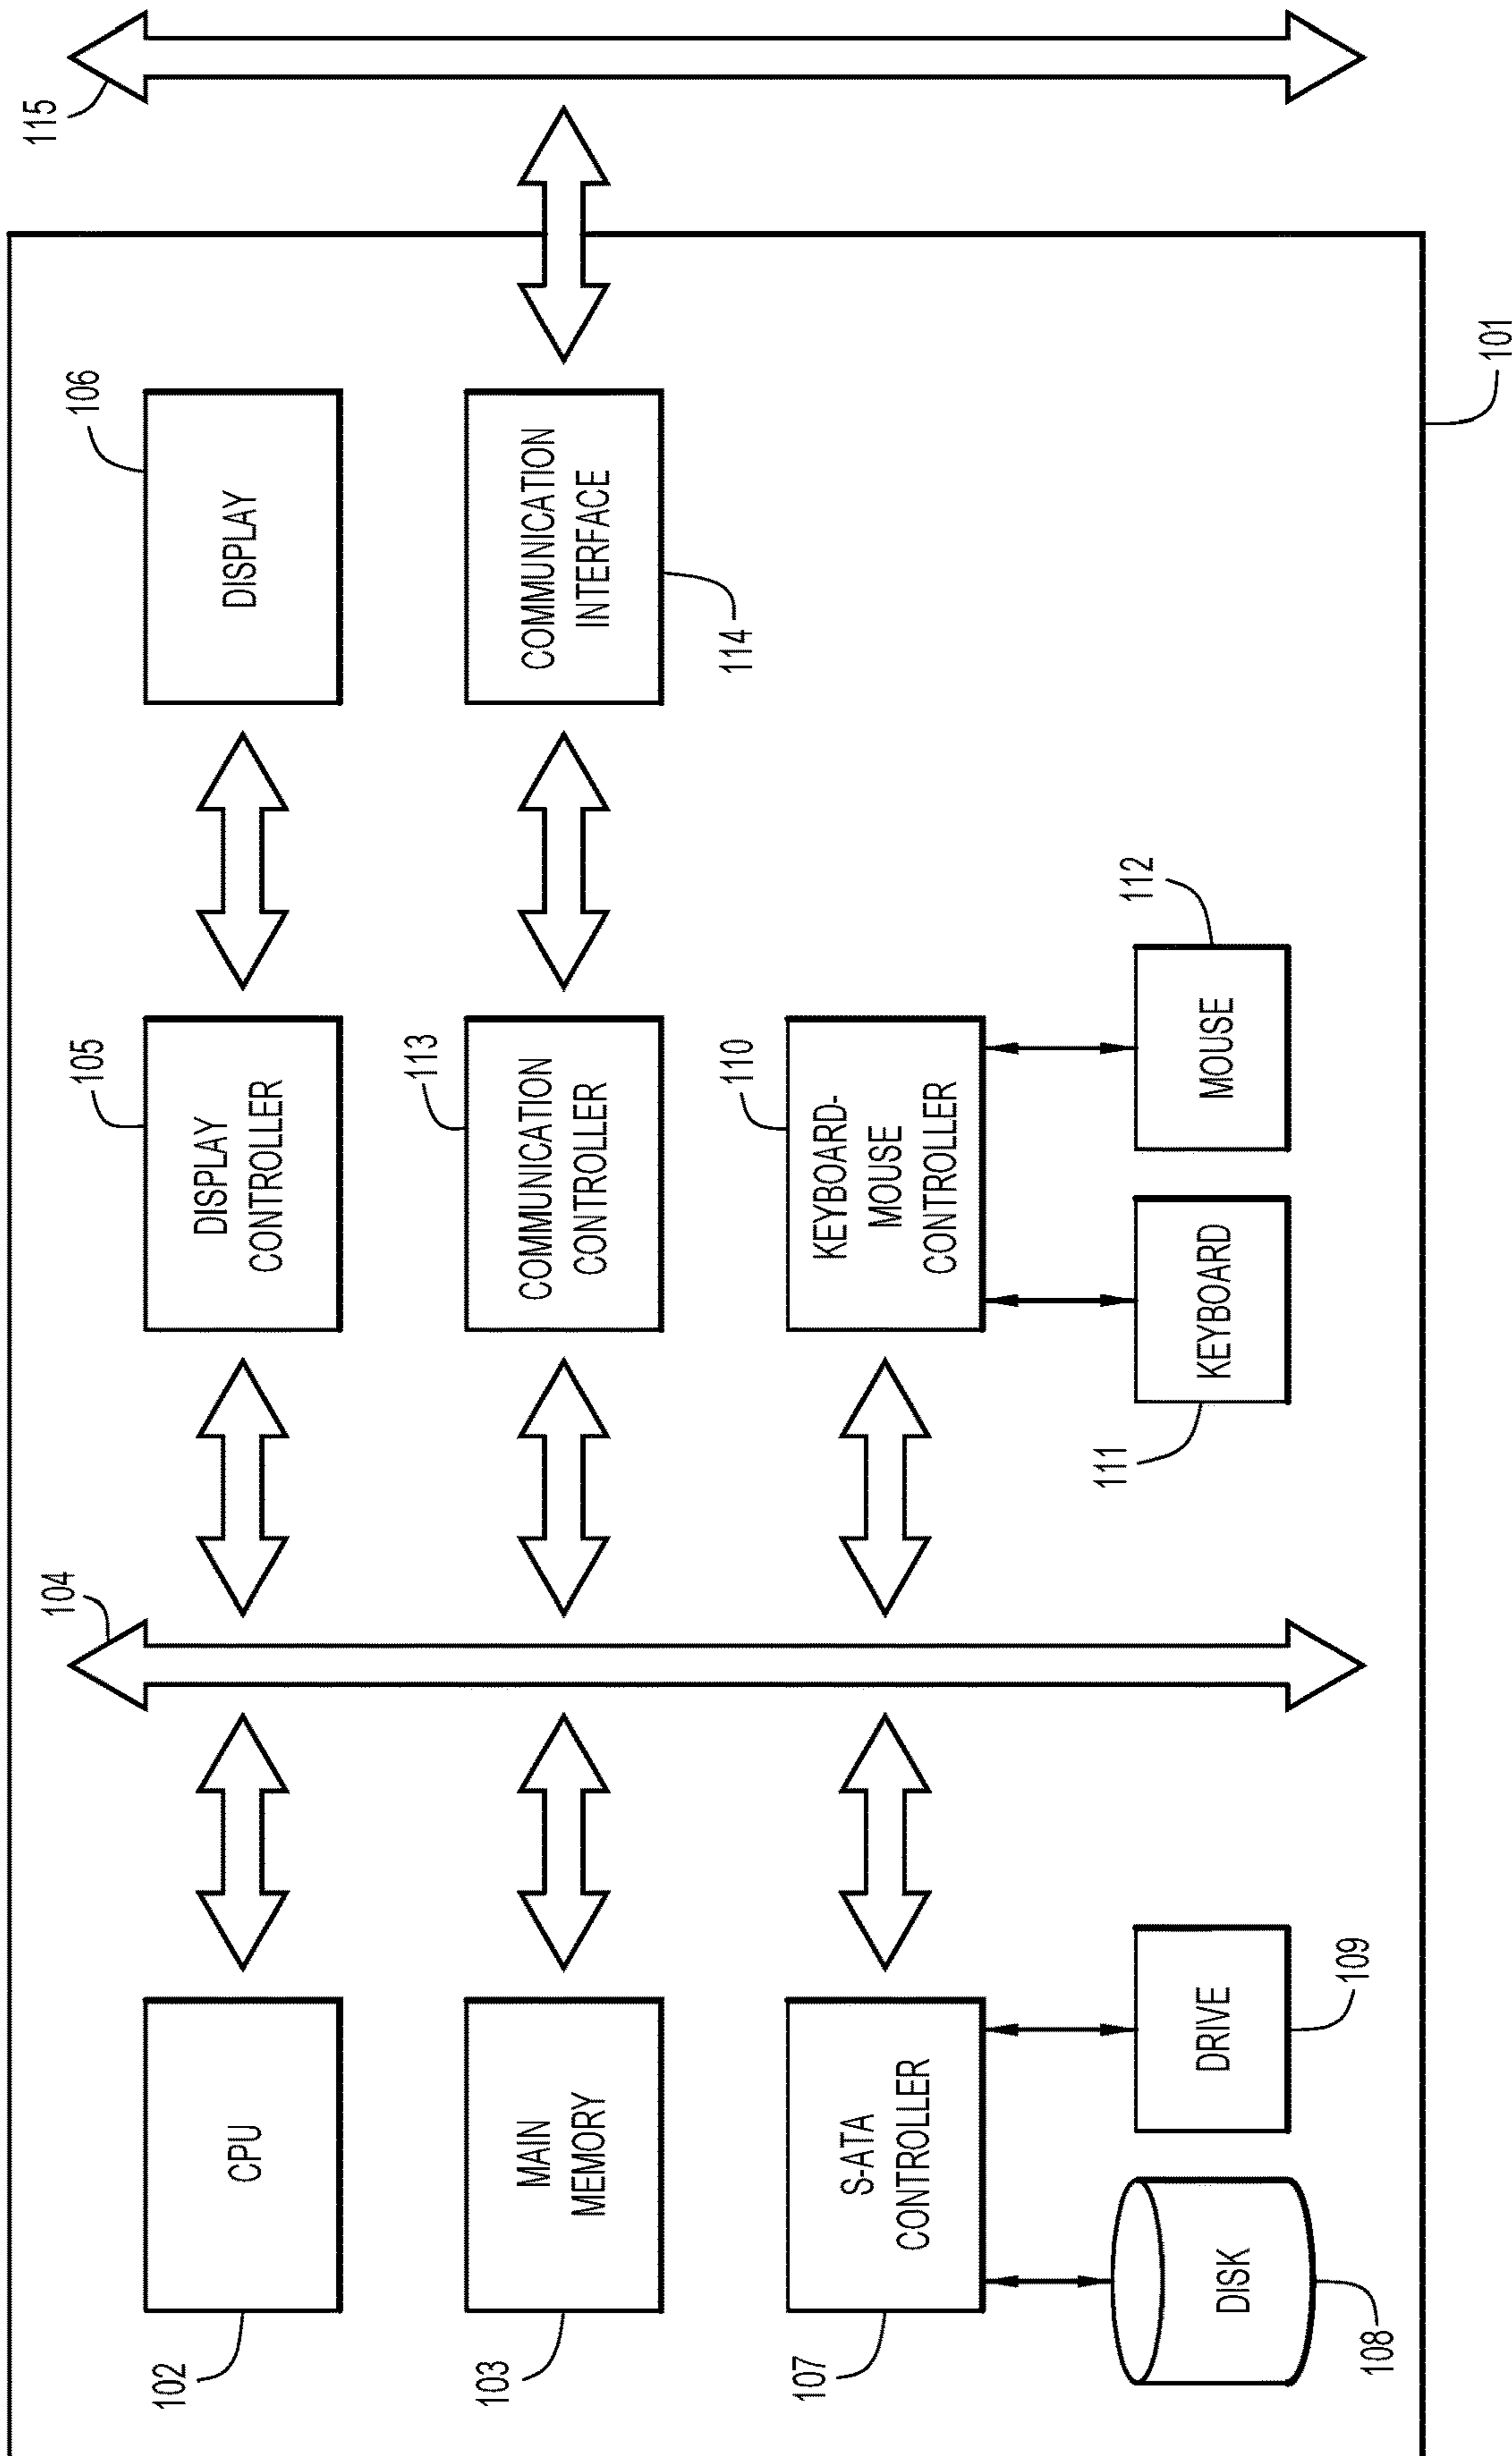 101
102
CPU
104
105
DISPLAY
CONTROLLER
106
DISPLAY
115
103
MAIN
MEMORY
113
COMMUNICATION
CONTROLLER
COMMUNICATION
INTERFACE
114
107
S-ATA
CONTROLLER
110
KEYBOARD-
MOUSE
CONTROLLER
108
DISK
DRIVE
109
111
KEYBOARD
MOUSE
112